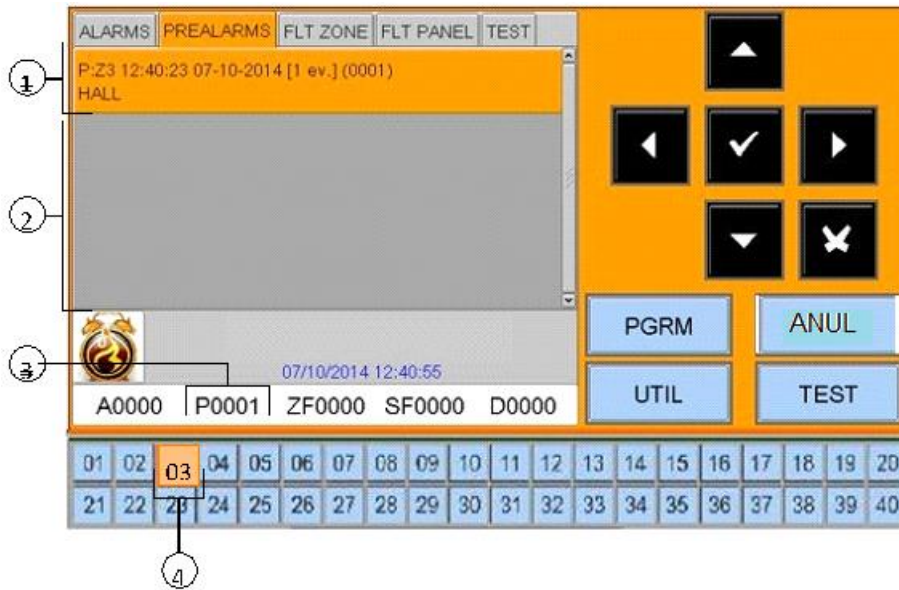 ALARMS PREALARMS FLT ZONE FLT PANEL TEST
1
P:Z3 12:40:23 07-10-2014 [1 ev.] (0001)
HALL
2
PGRM ANUL
3
07/10/2014 12:40:55
UTIL TEST
A0000 P0001 ZF0000 SF0000 D0000
01 02 03 04 05 06 07 08 09 10 11 12 13 14 15 16 17 18 19 20
21 22 23 24 25 26 27 28 29 30 31 32 33 34 35 36 37 38 39 40
4